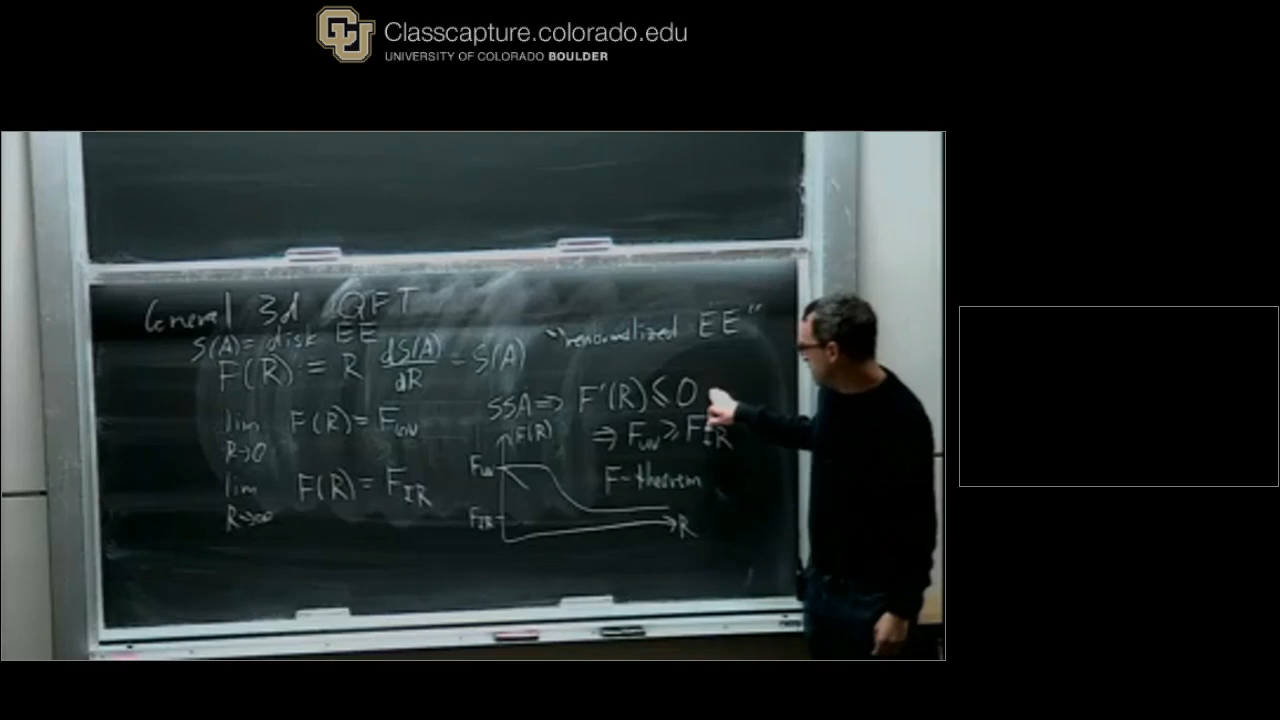 CU Classcapture.colorado.edu
UNIVERSITY OF COLORADO BOULDER
General 3d QFT
S(A) = disk EE
"renormalized EE"
F(R) = R dS(A)/dR - S(A)
SSA ⇒ F'(R) ≤ 0
lim R→0 F(R) = F_UV
⇒ F_UV ≥ F_IR
F-theorem
lim R→∞ F(R) = F_IR
F(R)
F_UV
F_IR
R